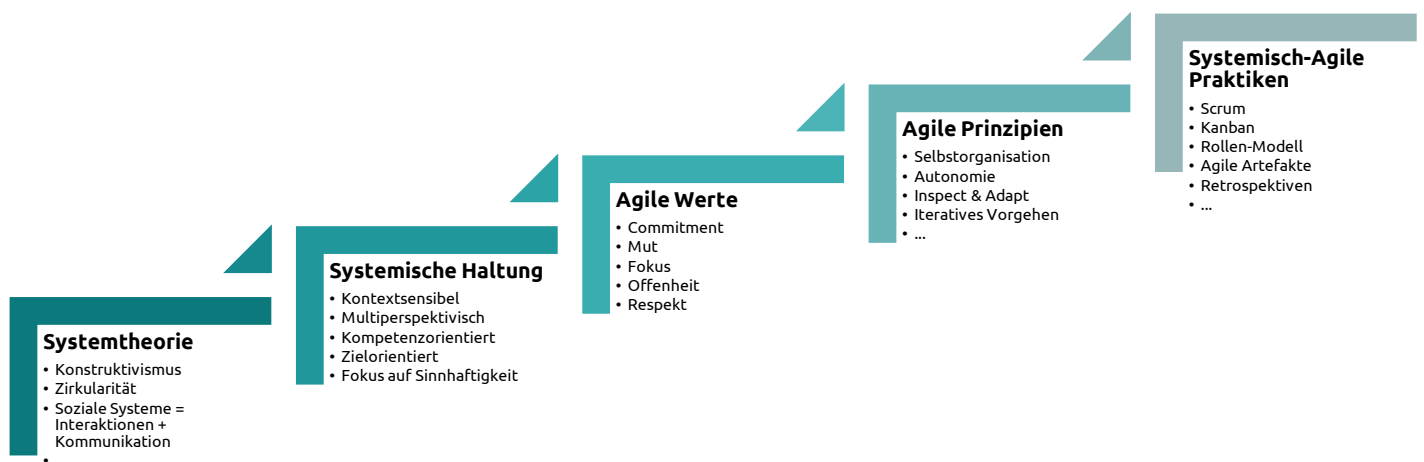 Systemtheorie
• Konstruktivismus
• Zirkularität
• Soziale Systeme =
Interaktionen +
Kommunikation
•
Systemische Haltung
• Kontextsensibel
• Multiperspektivisch
• Kompetenzorientiert
• Zielorientiert
• Fokus auf Sinnhaftigkeit
Agile Werte
• Commitment
• Mut
• Fokus
• Offenheit
• Respekt
Agile Prinzipien
• Selbstorganisation
• Autonomie
• Inspect & Adapt
• Iteratives Vorgehen
• ...
Systemisch-Agile
Praktiken
• Scrum
• Kanban
• Rollen-Modell
• Agile Artefakte
• Retrospektiven
• ...